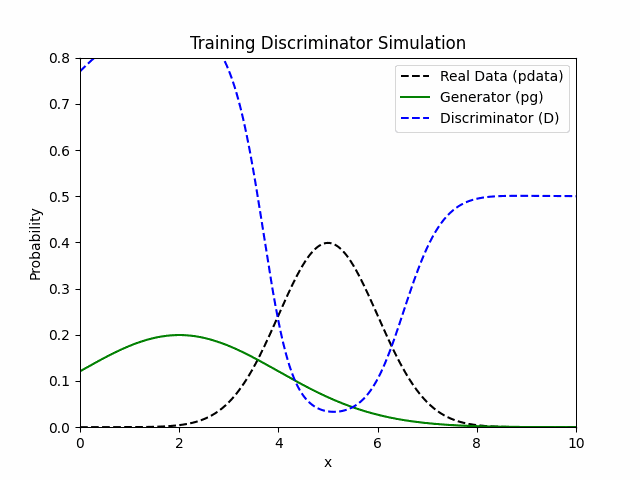 Training Discriminator Simulation
Real Data (pdata)
Generator (pg)
Discriminator (D)
Probability
0.8
0.7
0.6
0.5
0.4
0.3
0.2
0.1
0.0
0 2 4 6 8 10
x